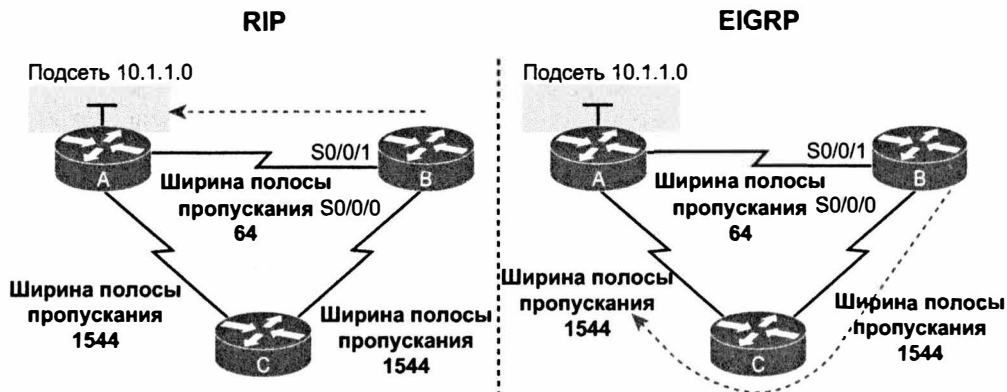 RIP
Подсеть 10.1.1.0
S0/0/1
A
B
Ширина полосы
пропускания S0/0/0
64
Ширина полосы
пропускания
1544
Ширина полосы
пропускания
1544
C
EIGRP
Подсеть 10.1.1.0
S0/0/1
A
B
Ширина полосы
пропускания S0/0/0
64
Ширина полосы
пропускания
1544
Ширина полосы
пропускания
1544
C